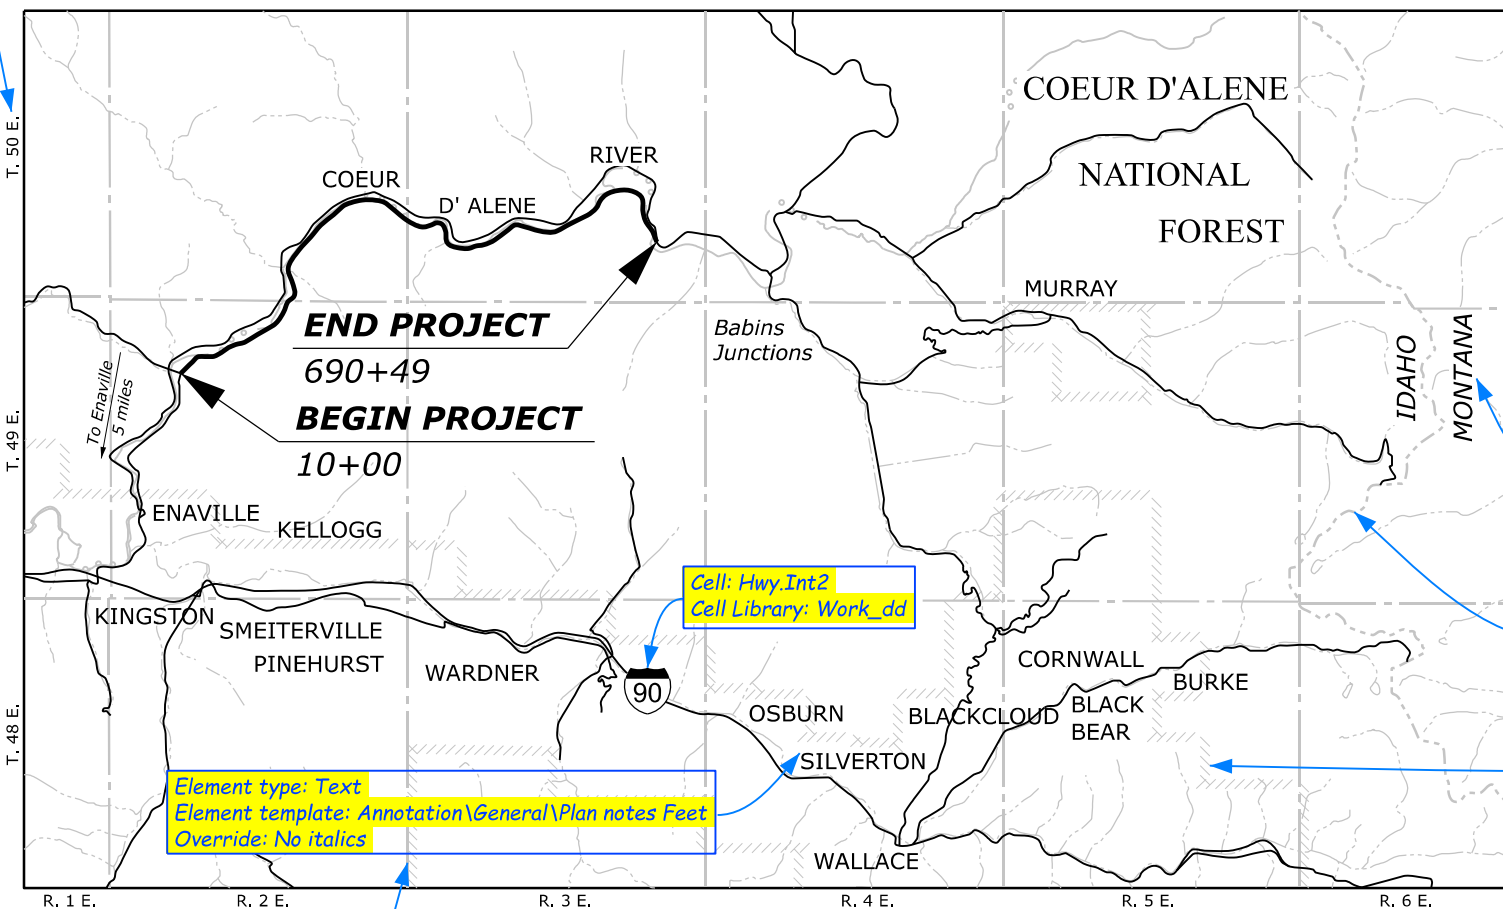 COEUR D'ALENE
NATIONAL
FOREST
T. 50 E.
RIVER
COEUR
D' ALENE
MURRAY
END PROJECT
690+49
Babins
Junctions
IDAHO
MONTANA
To Enaville
5 miles
BEGIN PROJECT
10+00
T. 49 E.
ENAVILLE
KELLOGG
Cell: Hwy.Int2
Cell Library: Work_dd
KINGSTON
SMEITERVILLE
PINEHURST
WARDNER
90
CORNWALL
BURKE
BLACKCLOUD
BLACK
BEAR
OSBURN
T. 48 E.
SILVERTON
Element type: Text
Element template: Annotation\General\Plan notes Feet
Override: No italics
WALLACE
R. 1 E.
R. 2 E.
R. 3 E.
R. 4 E.
R. 5 E.
R. 6 E.